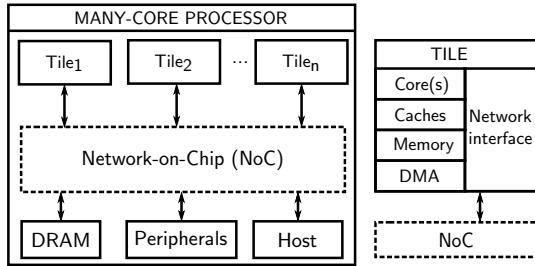 MANY-CORE PROCESSOR
Tile1 Tile2 ... Tilen
Network-on-Chip (NoC)
DRAM Peripherals Host
TILE
Core(s)
Caches
Memory
DMA
Network
interface
NoC